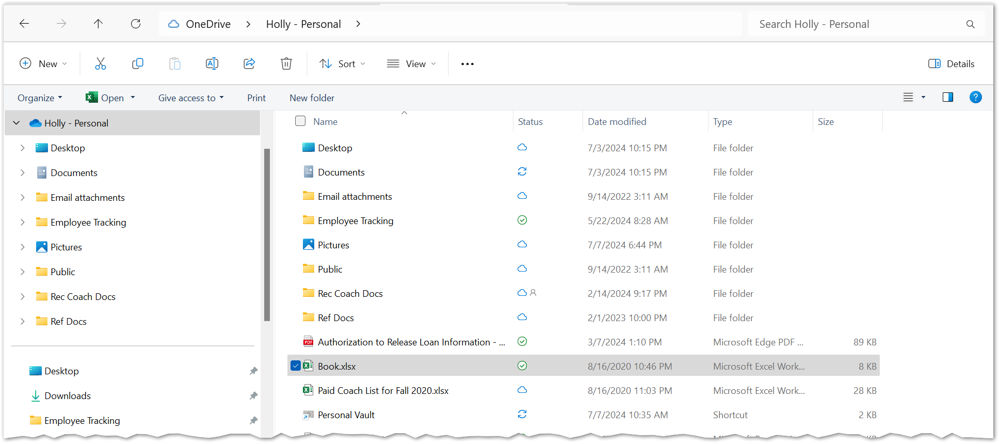 OneDrive > Holly - Personal >
Search Holly - Personal
New
Sort
View
Details
Organize
Open
Give access to
Print
New folder
Holly - Personal
Desktop
Documents
Email attachments
Employee Tracking
Pictures
Public
Rec Coach Docs
Ref Docs
Desktop
Downloads
Employee Tracking
Name Status Date modified Type Size
Desktop 7/3/2024 10:15 PM File folder
Documents 7/3/2024 10:15 PM File folder
Email attachments 9/14/2022 3:11 AM File folder
Employee Tracking 5/22/2024 8:28 AM File folder
Pictures 7/7/2024 6:44 PM File folder
Public 9/14/2022 3:11 AM File folder
Rec Coach Docs 2/14/2024 9:17 PM File folder
Ref Docs 2/1/2023 10:00 PM File folder
Authorization to Release Loan Information - ... 3/7/2024 1:10 PM Microsoft Edge PDF ... 89 KB
Book.xlsx 8/16/2020 10:46 PM Microsoft Excel Work... 8 KB
Paid Coach List for Fall 2020.xlsx 8/16/2020 11:03 PM Microsoft Excel Work... 28 KB
Personal Vault 7/7/2024 10:35 AM Shortcut 2 KB